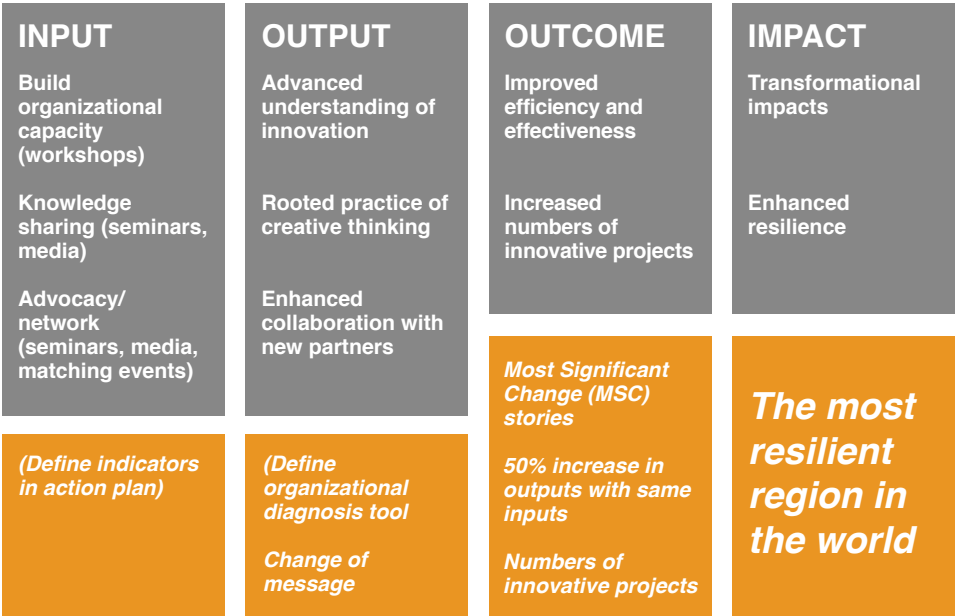 INPUT
Build
organizational
capacity
(workshops)
Knowledge
sharing (seminars,
media)
Advocacy/
network
(seminars, media,
matching events)
(Define indicators
in action plan)
OUTPUT
Advanced
understanding of
innovation
Rooted practice of
creative thinking
Enhanced
collaboration with
new partners
(Define
organizational
diagnosis tool
Change of
message
OUTCOME
Improved
efficiency and
effectiveness
Increased
numbers of
innovative projects
Most Significant
Change (MSC)
stories
50% increase in
outputs with same
inputs
Numbers of
innovative projects
IMPACT
Transformational
impacts
Enhanced
resilience
The most
resilient
region in
the world